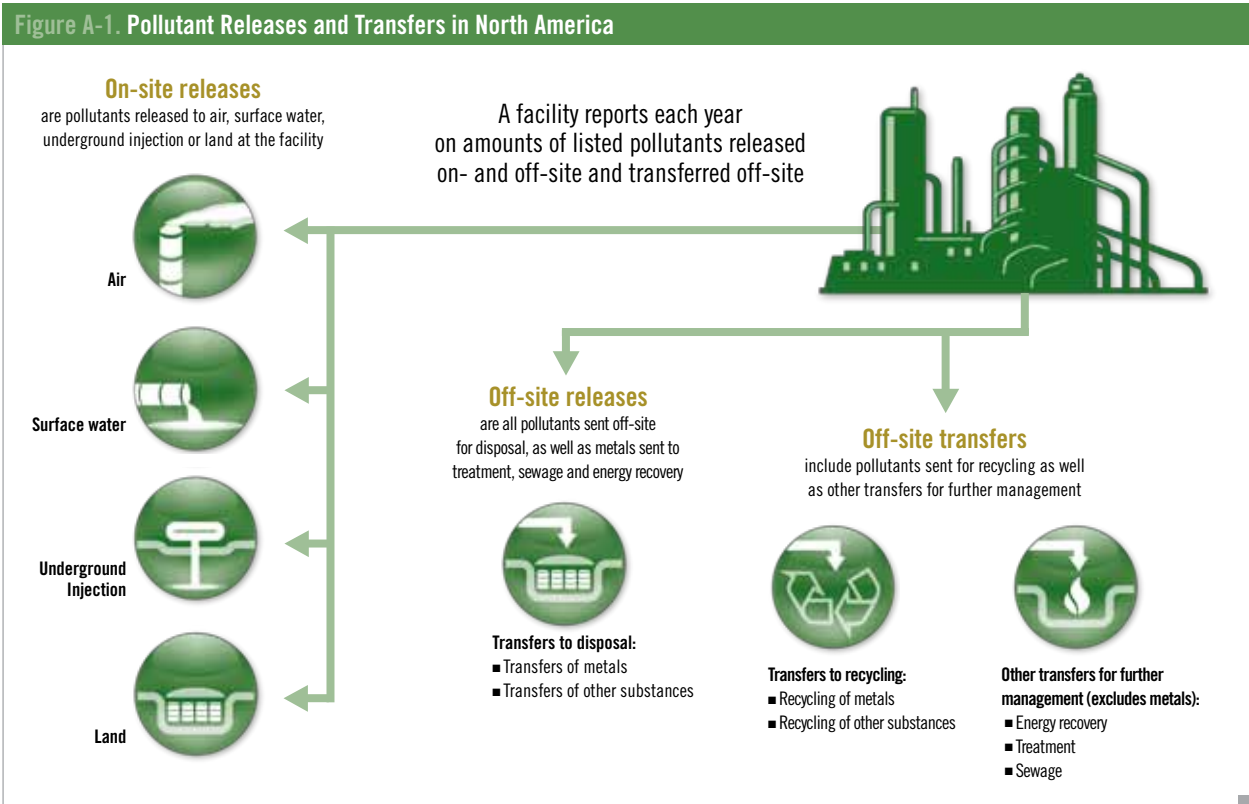 Figure A-1. Pollutant Releases and Transfers in North America
On-site releases
are pollutants released to air, surface water,
underground injection or land at the facility
A facility reports each year
on amounts of listed pollutants released
on- and off-site and transferred off-site
Air
Surface water
Underground
Injection
Land
Off-site releases
are all pollutants sent off-site
for disposal, as well as metals sent to
treatment, sewage and energy recovery
Transfers to disposal:
■ Transfers of metals
■ Transfers of other substances
Off-site transfers
include pollutants sent for recycling as well
as other transfers for further management
Transfers to recycling:
■ Recycling of metals
■ Recycling of other substances
Other transfers for further
management (excludes metals):
■ Energy recovery
■ Treatment
■ Sewage